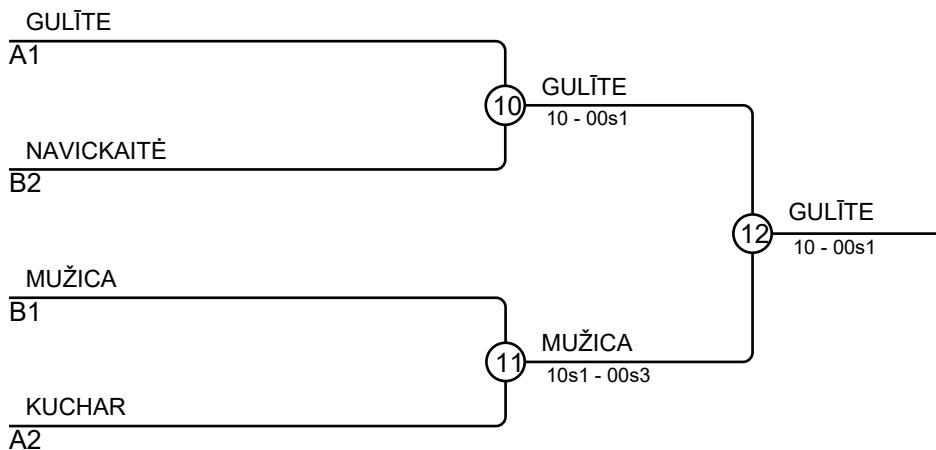 GULĪTE
A1
10
GULĪTE
10 - 00s1
NAVICKAITĖ
B2
12
GULĪTE
10 - 00s1
MUŽICA
B1
11
MUŽICA
10s1 - 00s3
KUCHAR
A2